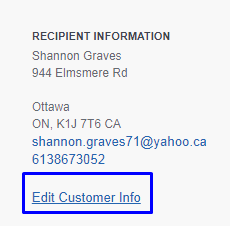 RECIPIENT INFORMATION
Shannon Graves
944 Elmsmere Rd
Ottawa
ON, K1J 7T6 CA
shannon.graves71@yahoo.ca
6138673052
Edit Customer Info